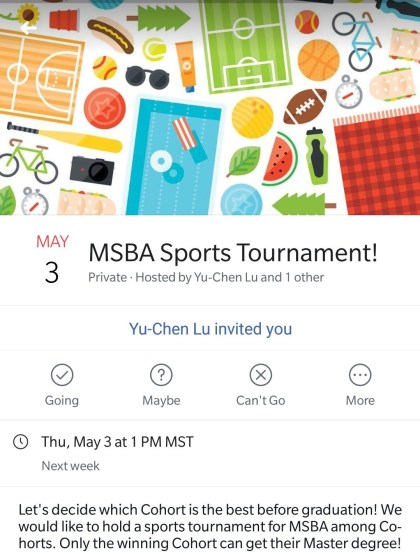 MAY
3
MSBA Sports Tournament!
Private · Hosted by Yu-Chen Lu and 1 other
Yu-Chen Lu invited you
Going
Maybe
Can't Go
More
Thu, May 3 at 1 PM MST
Next week
Let's decide which Cohort is the best before graduation! We
would like to hold a sports tournament for MSBA among Co-
horts. Only the winning Cohort can get their Master degree!